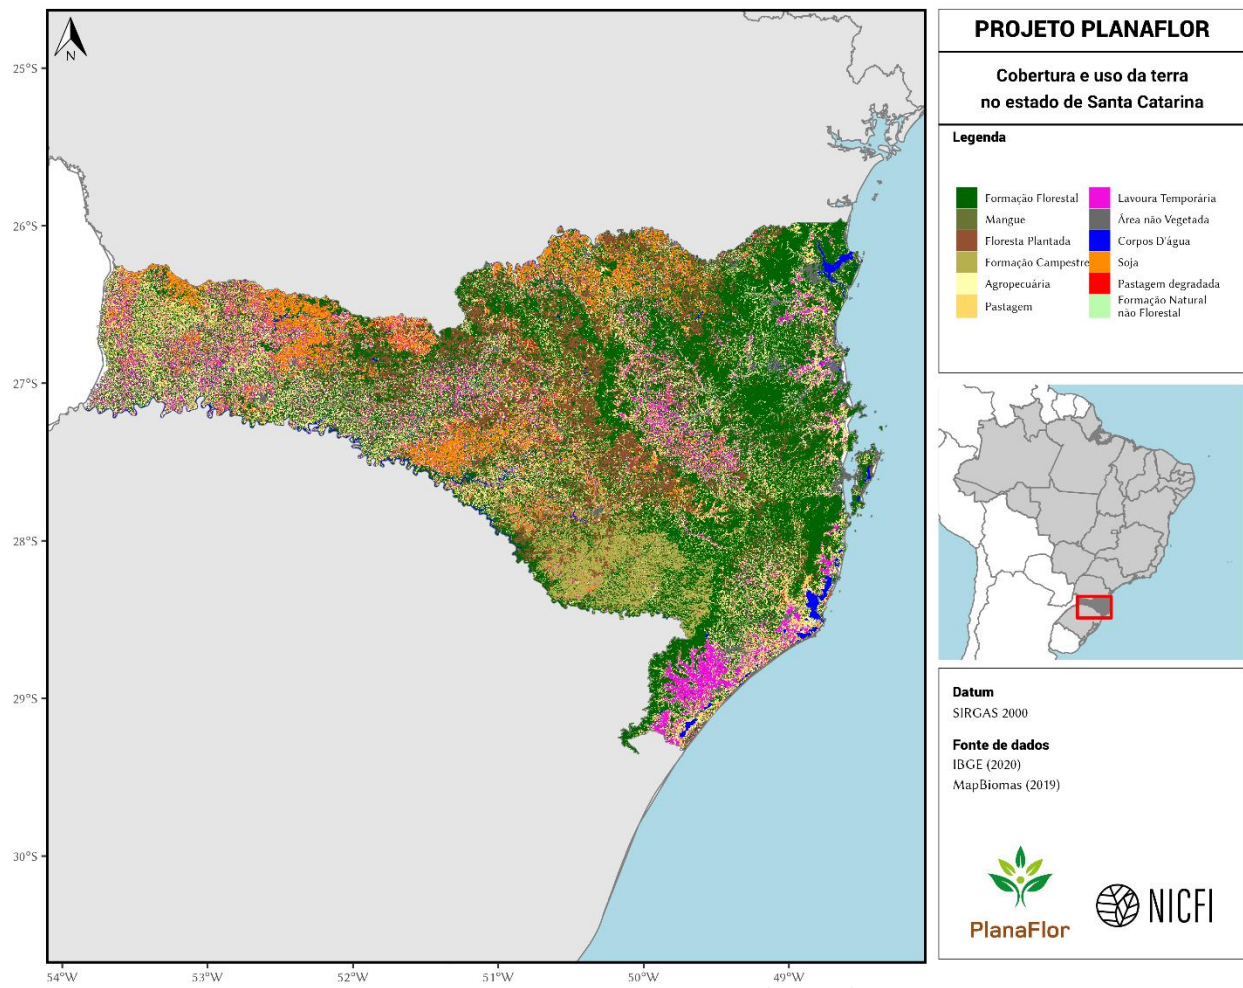 N
25°S
26°S
27°S
28°S
29°S
30°S
54°W
53°W
52°W
51°W
50°W
49°W
PROJETO PLANAFLOR
Cobertura e uso da terra
no estado de Santa Catarina
Legenda
Formação Florestal
Mangue
Floresta Plantada
Formação Campestre
Agropecuária
Pastagem
Lavoura Temporária
Área não Vegetada
Corpos D'água
Soja
Pastagem degradada
Formação Natural
não Florestal
Datum
SIRGAS 2000
Fonte de dados
IBGE (2020)
MapBiomas (2019)
PlanaFlor
NICFI